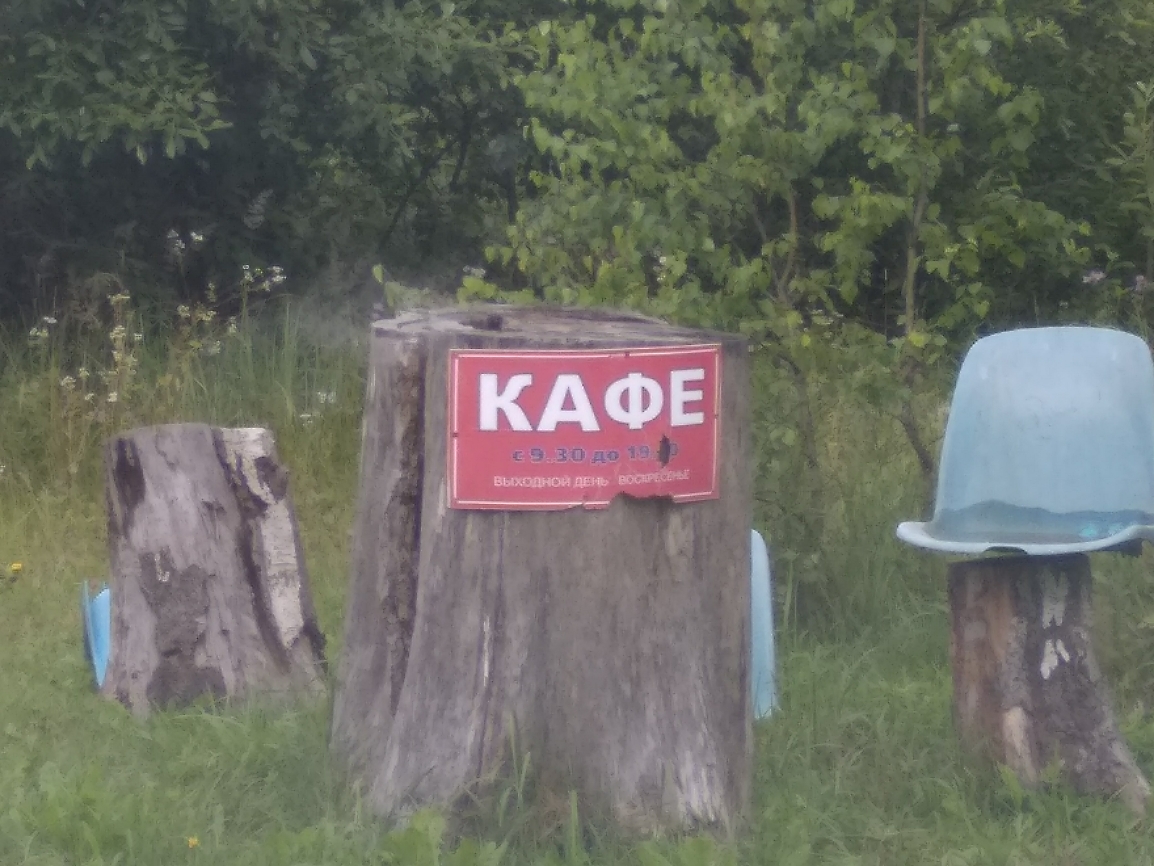 КАФЕ
с 9.30 до
ВЫХОДНОЙ ДЕНЬ ВОСКРЕСЕНЬЕ